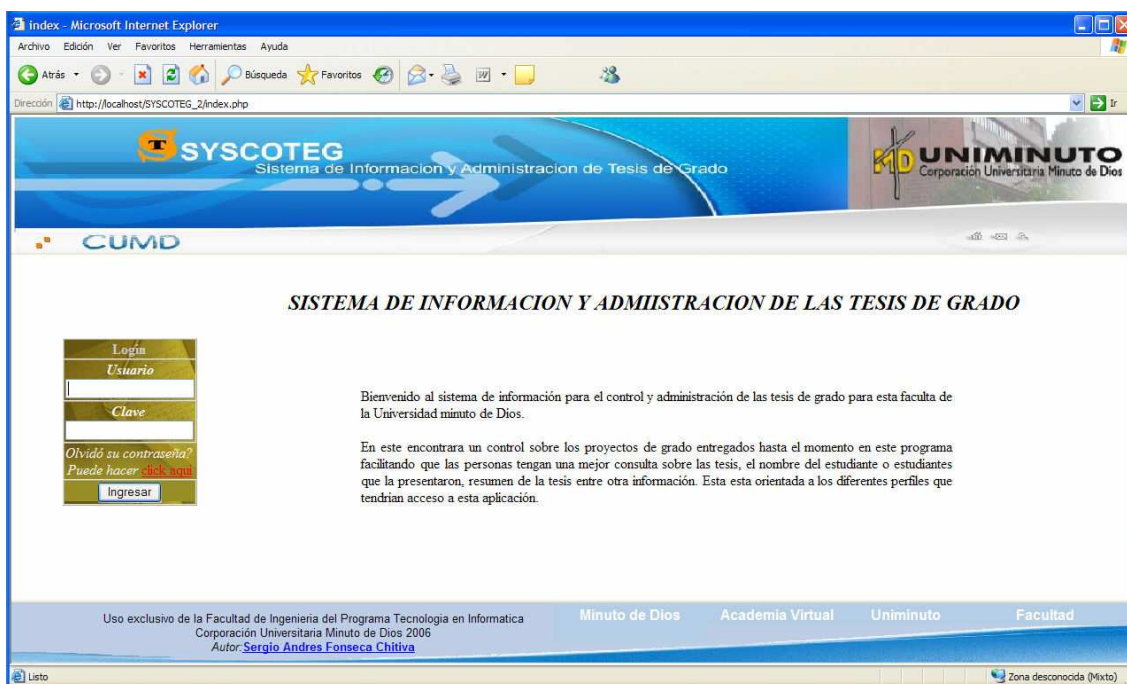 index - Microsoft Internet Explorer
Archivo Edición Ver Favoritos Herramientas Ayuda
Atrás Búsqueda Favoritos
Dirección http://localhost/SYSCOTEG_2/index.php Ir
T SYSCOTEG
Sistema de Informacion y Administracion de Tesis de Grado
UNIMINUTO
Corporación Universitaria Minuto de Dios
CUMD
SISTEMA DE INFORMACION Y ADMIISTRACION DE LAS TESIS DE GRADO
Login
Usuario
Clave
Olvidó su contraseña?
Puede hacer click aqui
Ingresar
Bienvenido al sistema de información para el control y administración de las tesis de grado para esta faculta de
la Universidad minuto de Dios.
En este encontrara un control sobre los proyectos de grado entregados hasta el momento en este programa
facilitando que las personas tengan una mejor consulta sobre las tesis, el nombre del estudiante o estudiantes
que la presentaron, resumen de la tesis entre otra información. Esta esta orientada a los diferentes perfiles que
tendrian acceso a esta aplicación.
Uso exclusivo de la Facultad de Ingenieria del Programa Tecnologia en Informatica
Corporación Universitaria Minuto de Dios 2006
Autor:Sergio Andres Fonseca Chitiva
Minuto de Dios Academia Virtual Uniminuto Facultad
Listo Zona desconocida (Mixto)